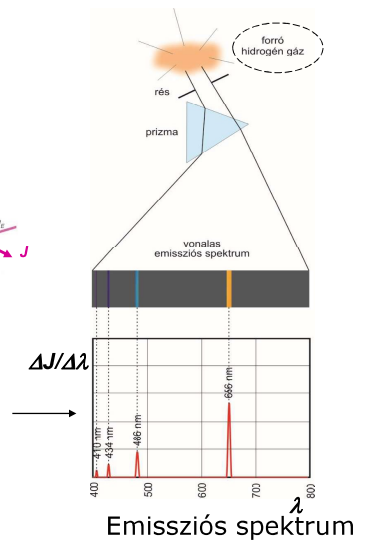 forró
hidrogén gáz
rés
prizma
J
vonalas
emissziós spektrum
ΔJ/Δλ
410 nm
434 nm
486 nm
656 nm
400
500
600
700
800
λ
Emissziós spektrum